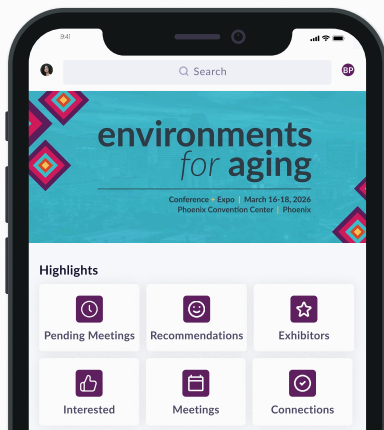 9:41
Search
BP
environments
for aging
Conference + Expo | March 16-18, 2026
Phoenix Convention Center | Phoenix
Highlights
Pending Meetings
Recommendations
Exhibitors
Interested
Meetings
Connections